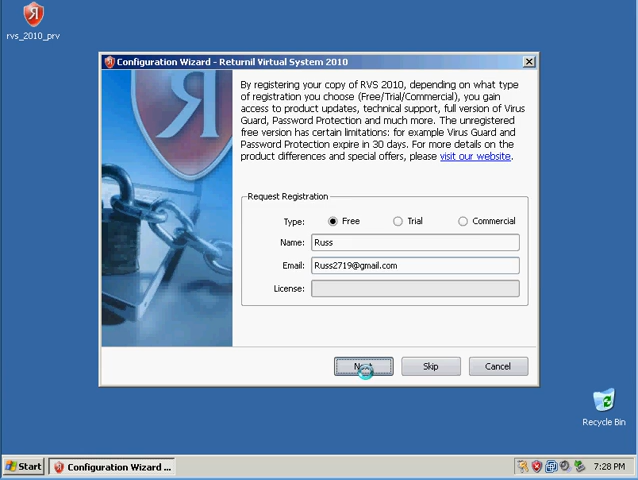 rvs_2010_prv
Configuration Wizard - Returnil Virtual System 2010
By registering your copy of RVS 2010, depending on what type
of registration you choose (Free/Trial/Commercial), you gain
access to product updates, technical support, full version of Virus
Guard, Password Protection and much more. The unregistered
free version has certain limitations: for example Virus Guard and
Password Protection expire in 30 days. For more details on the
product differences and special offers, please visit our website.
Request Registration
Type: Free Trial Commercial
Name: Russ
Email: Russ2719@gmail.com
License:
Skip Cancel
Recycle Bin
Start Configuration Wizard ... 7:28 PM